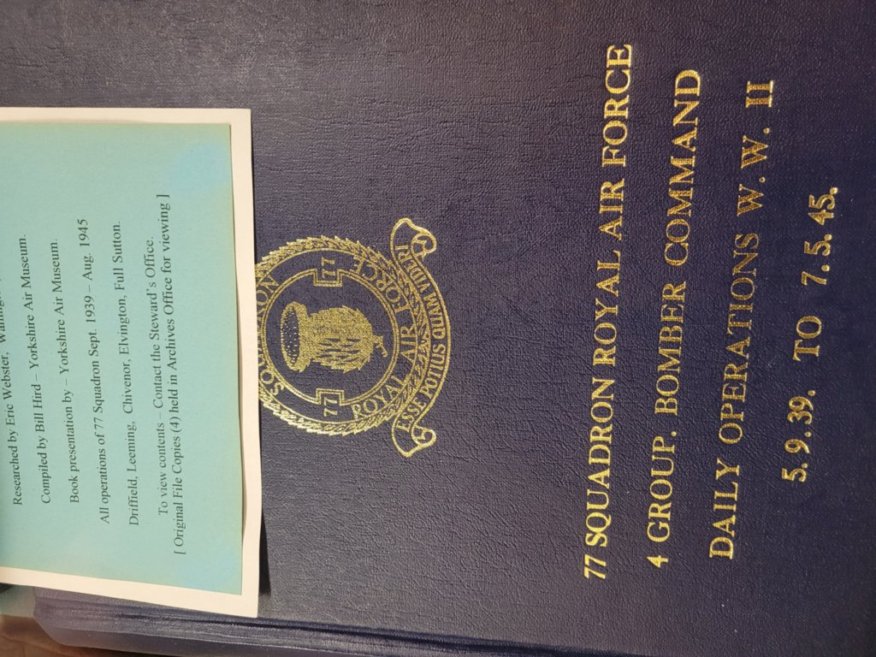 Researched by Eric Webster,
Compiled by Bill Hird – Yorkshire Air Museum.
Book presentation by – Yorkshire Air Museum.
All operations of 77 Squadron Sept. 1939 – Aug. 1945
Driffield, Leeming, Chivenor, Elvington, Full Sutton.
To view contents – Contact the Steward's Office.
[ Original File Copies (4) held in Archives Office for viewing ]
SQUADRON
77
77
ROYAL AIR FORCE
ESSE POTIUS QUAM VIDERI
77 SQUADRON ROYAL AIR FORCE
4 GROUP. BOMBER COMMAND
DAILY OPERATIONS W. W. II
5.9.39. TO 7.5.45.